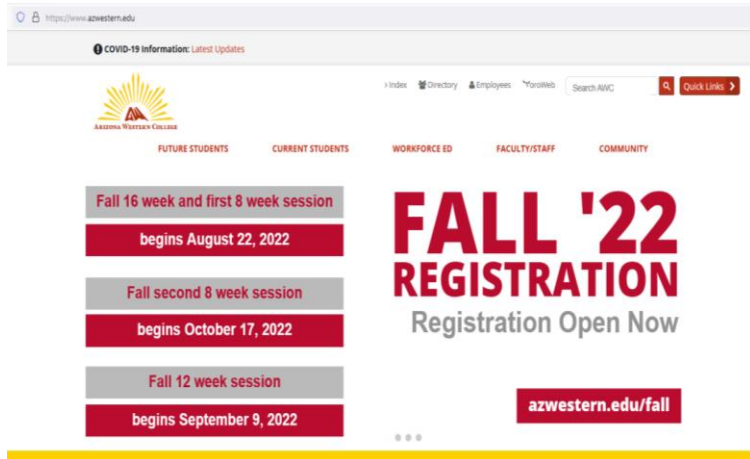 https://www.azwestern.edu
COVID-19 Information: Latest Updates
Index Directory Employees ToroWeb Search AWC Quick Links
ARIZONA WESTERN COLLEGE
FUTURE STUDENTS CURRENT STUDENTS WORKFORCE ED FACULTY/STAFF COMMUNITY
Fall 16 week and first 8 week session
begins August 22, 2022
Fall second 8 week session
begins October 17, 2022
Fall 12 week session
begins September 9, 2022
FALL '22
REGISTRATION
Registration Open Now
azwestern.edu/fall